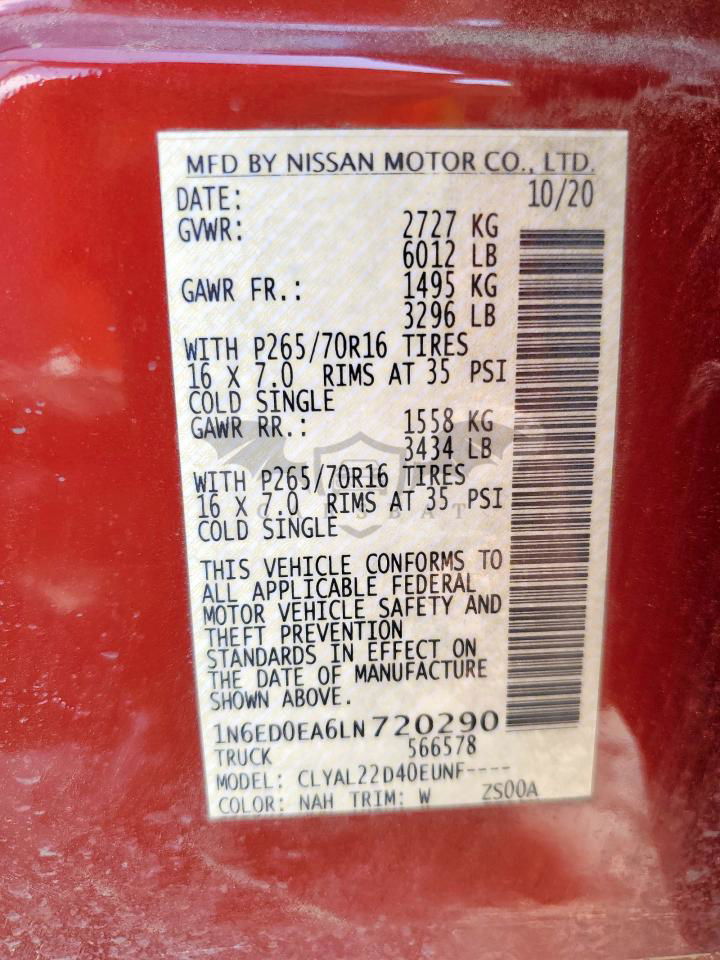 MFD BY NISSAN MOTOR CO., LTD.
DATE: 10/20
GVWR: 2727 KG
6012 LB
GAWR FR.: 1495 KG
3296 LB
WITH P265/70R16 TIRES
16 X 7.0 RIMS AT 35 PSI
COLD SINGLE
GAWR RR.: 1558 KG
3434 LB
WITH P265/70R16 TIRES
16 X 7.0 RIMS AT 35 PSI
COLD SINGLE
THIS VEHICLE CONFORMS TO
ALL APPLICABLE FEDERAL
MOTOR VEHICLE SAFETY AND
THEFT PREVENTION
STANDARDS IN EFFECT ON
THE DATE OF MANUFACTURE
SHOWN ABOVE.
1N6ED0EA6LN720290
TRUCK 566578
MODEL: CLYAL22D40EUNF----
COLOR: NAH TRIM: W ZS00A